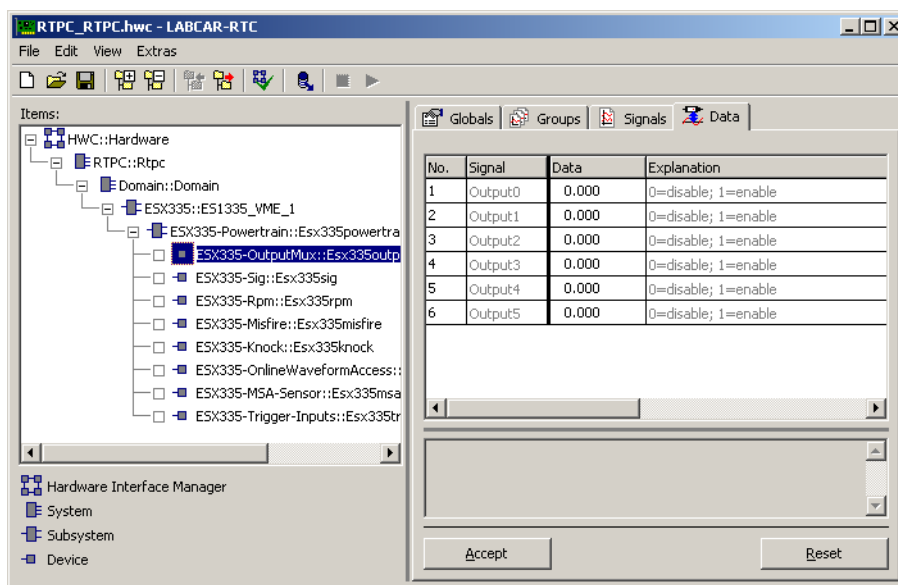 RTPC_RTPC.hwc - LABCAR-RTC
File Edit View Extras
Items:
HWC::Hardware
RTPC::Rtpc
Domain::Domain
ESX335::ES1335_VME_1
ESX335-Powertrain::Esx335powertra
ESX335-OutputMux::Esx335outp
ESX335-Sig::Esx335sig
ESX335-Rpm::Esx335rpm
ESX335-Misfire::Esx335misfire
ESX335-Knock::Esx335knock
ESX335-OnlineWaveformAccess::
ESX335-MSA-Sensor::Esx335msa
ESX335-Trigger-Inputs::Esx335tr
Hardware Interface Manager
System
Subsystem
Device
Globals Groups Signals Data
No. Signal Data Explanation
1 Output0 0.000 0=disable; 1=enable
2 Output1 0.000 0=disable; 1=enable
3 Output2 0.000 0=disable; 1=enable
4 Output3 0.000 0=disable; 1=enable
5 Output4 0.000 0=disable; 1=enable
6 Output5 0.000 0=disable; 1=enable
Accept Reset